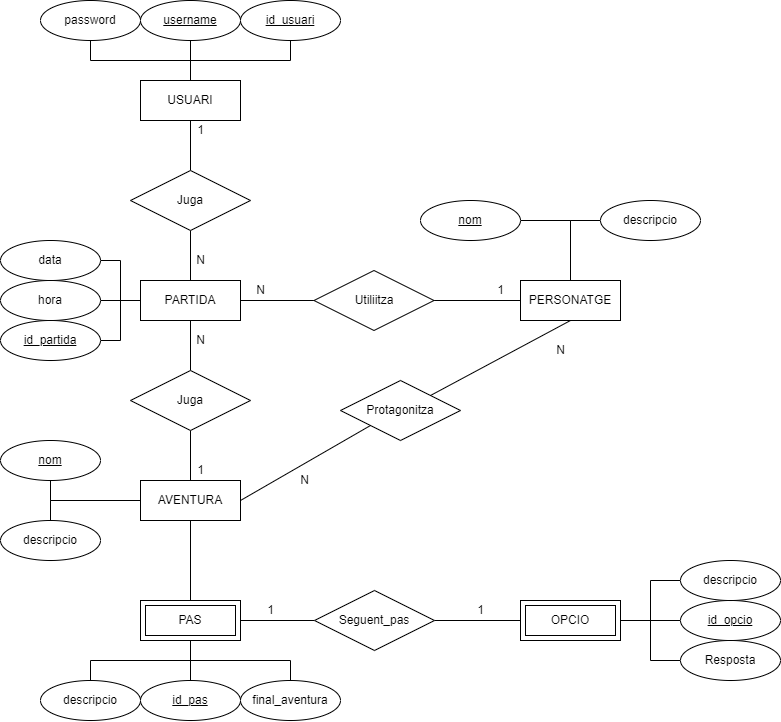 password
username
id_usuari
USUARI
1
Juga
nom
descripcio
N
data
hora
id_partida
PARTIDA
N
Utiliitza
1
PERSONATGE
N
N
Juga
Protagonitza
nom
1
N
AVENTURA
descripcio
PAS
1
Seguent_pas
1
OPCIO
descripcio
id_opcio
Resposta
descripcio
id_pas
final_aventura